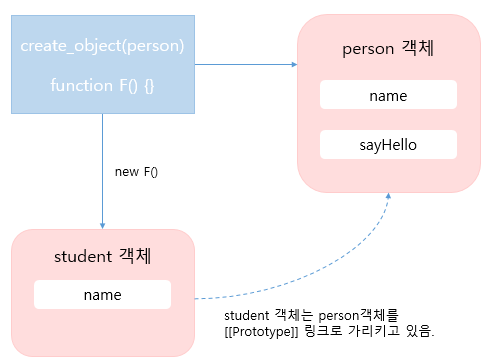 create_object(person)
function F() {}
person 객체
name
sayHello
new F()
student 객체
name
student 객체는 person객체를
[[Prototype]] 링크로 가리키고 있음.